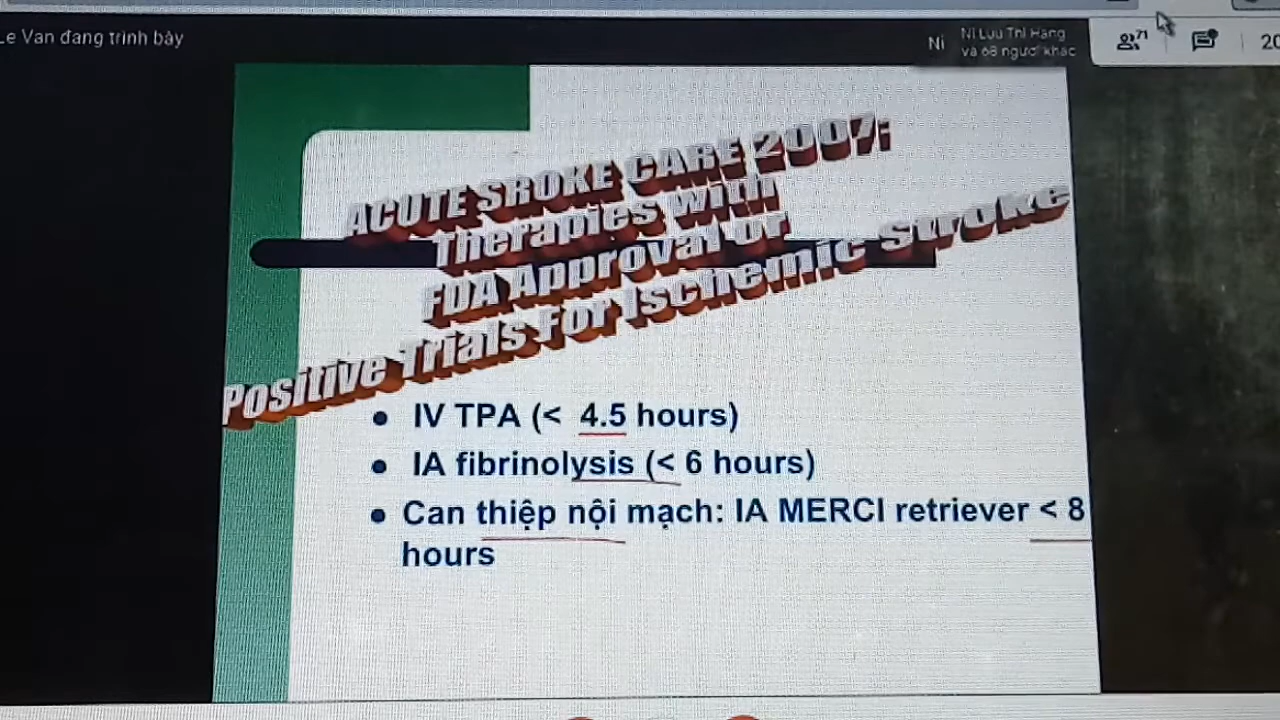 Le Van đang trình bày
Ni
Ni Lưu Thị Hằng
và 68 người khác
71
20
ACUTE SROKE CARE 2007:
Therapies with
FDA Approval or
Positive Trials For Ischemic Stroke
• IV TPA (< 4.5 hours)
• IA fibrinolysis (< 6 hours)
• Can thiệp nội mạch: IA MERCI retriever < 8
hours